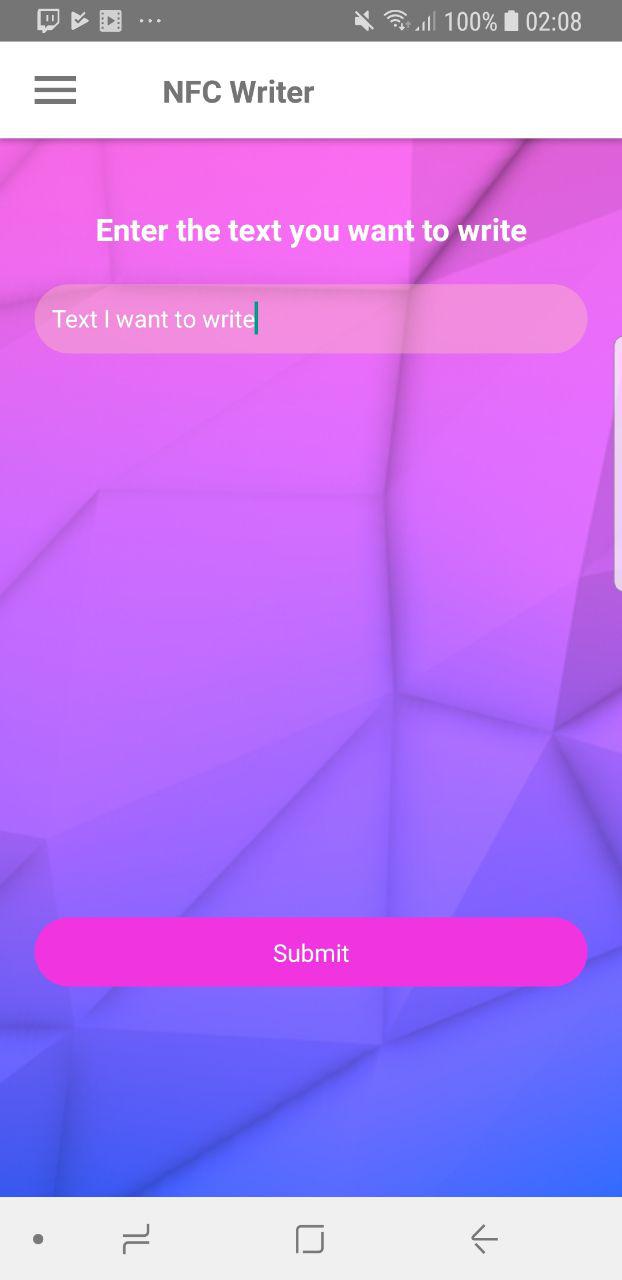 100% 02:08
NFC Writer
Enter the text you want to write
Text I want to write
Submit